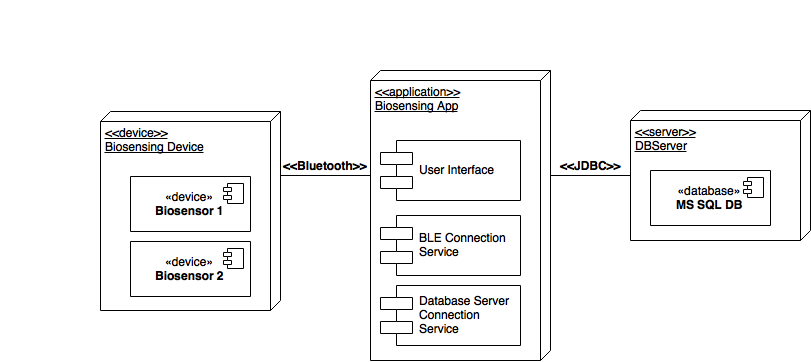 <<device>>
Biosensing Device
«device»
Biosensor 1
«device»
Biosensor 2
<<Bluetooth>>
<<application>>
Biosensing App
User Interface
BLE Connection
Service
Database Server
Connection
Service
<<JDBC>>
<<server>>
DBServer
«database»
MS SQL DB